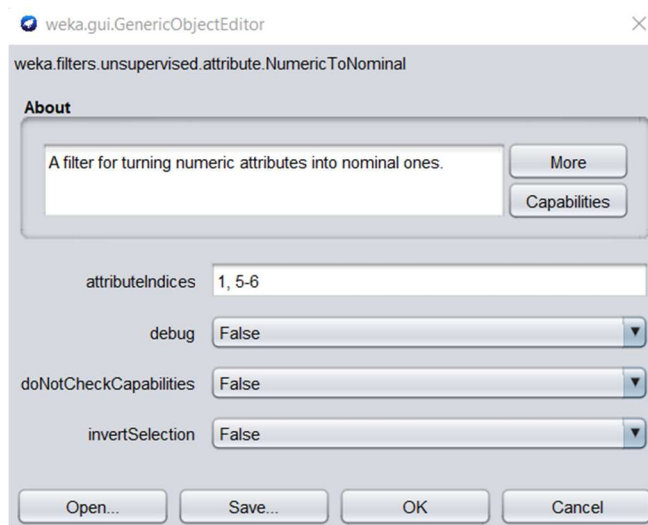 weka.gui.GenericObjectEditor
weka.filters.unsupervised.attribute.NumericToNominal
About
A filter for turning numeric attributes into nominal ones.
More
Capabilities
attributeIndices 1, 5-6
debug False
doNotCheckCapabilities False
invertSelection False
Open... Save... OK Cancel